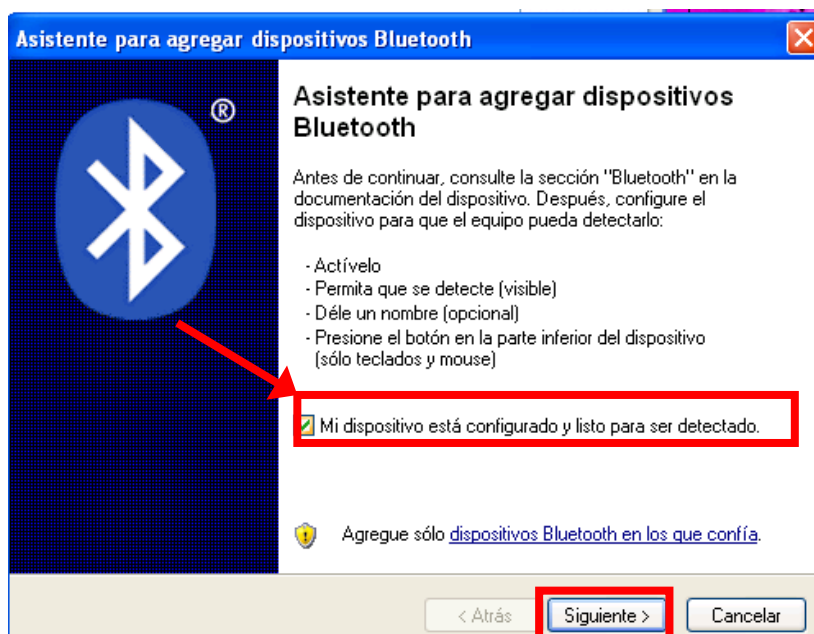 Asistente para agregar dispositivos Bluetooth
®
Asistente para agregar dispositivos
Bluetooth
Antes de continuar, consulte la sección "Bluetooth" en la
documentación del dispositivo. Después, configure el
dispositivo para que el equipo pueda detectarlo:
- Actívelo
- Permita que se detecte (visible)
- Déle un nombre (opcional)
- Presione el botón en la parte inferior del dispositivo
(sólo teclados y mouse)
Mi dispositivo está configurado y listo para ser detectado.
Agregue sólo dispositivos Bluetooth en los que confía.
< Atrás
Siguiente >
Cancelar